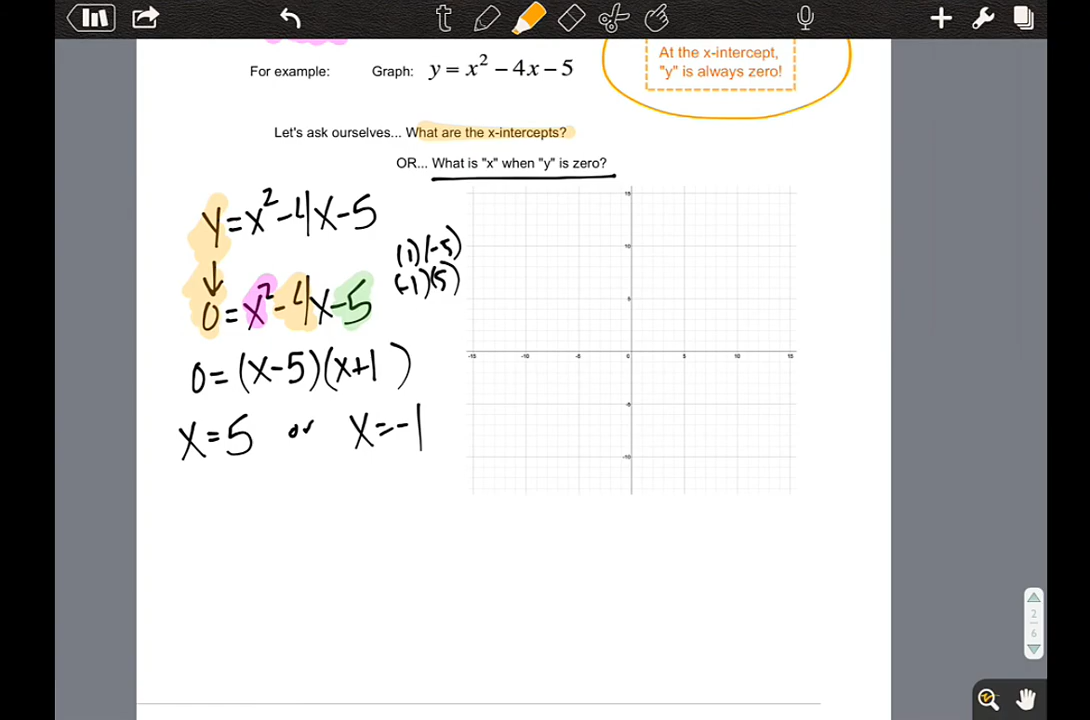 t
At the x-intercept,
"y" is always zero!
For example: Graph: y = x² – 4x – 5
Let's ask ourselves... What are the x-intercepts?
OR... What is "x" when "y" is zero?
y=x²-4x-5
(1)(-5)
(-1)(5)
0=x²-4x-5
0=(x-5)(x+1)
x=5 or x=-1
15
10
5
-15 -10 -5 0 5 10 15
-5
-10
2
6